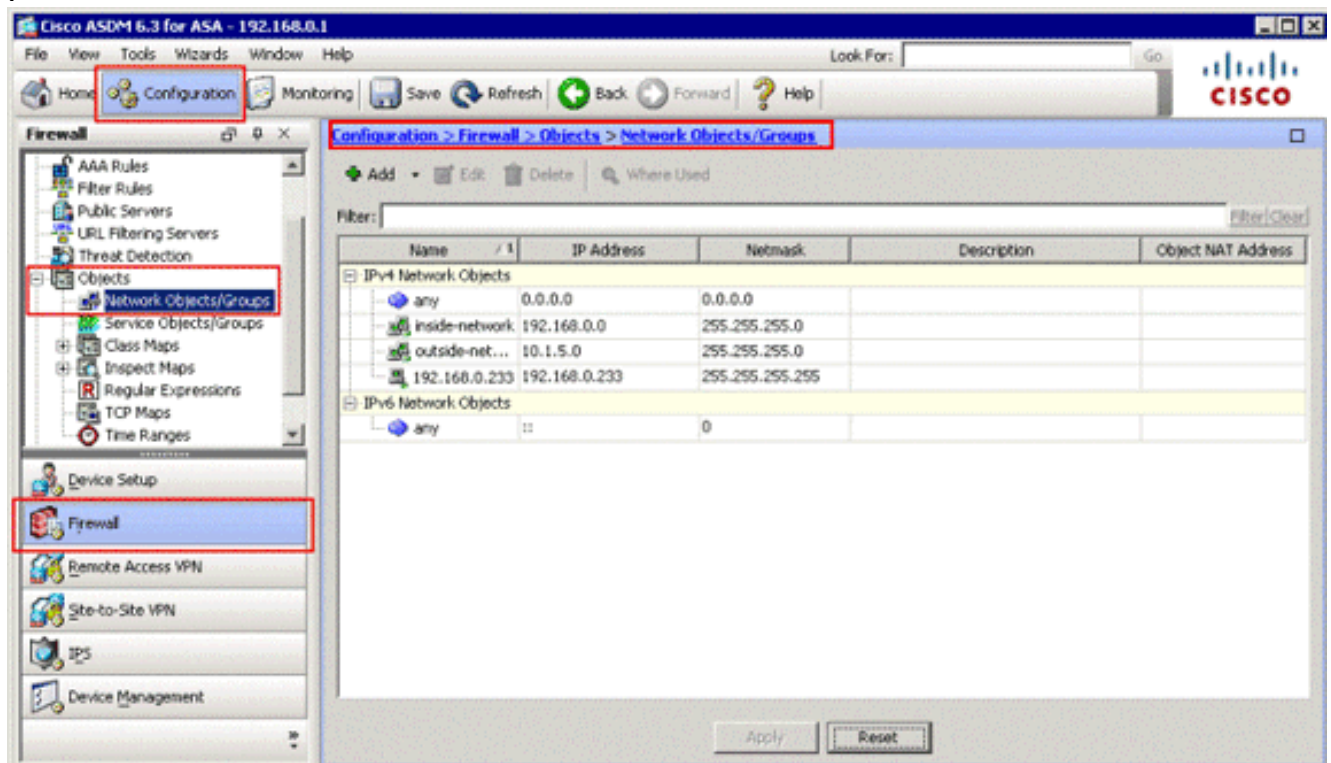 Cisco ASDM 6.3 for ASA - 192.168.0.1
File View Tools Wizards Window Help Look For: Go
Home Configuration Monitoring Save Refresh Back Forward Help
CISCO
Firewall
AAA Rules
Filter Rules
Public Servers
URL Filtering Servers
Threat Detection
Objects
Network Objects/Groups
Service Objects/Groups
Class Maps
Inspect Maps
Regular Expressions
TCP Maps
Time Ranges
Device Setup
Firewall
Remote Access VPN
Site-to-Site VPN
IPS
Device Management
Configuration > Firewall > Objects > Network Objects/Groups
Add Edit Delete Where Used
Filter: Filter Clear
Name 1 IP Address Netmask Description Object NAT Address
IPv4 Network Objects
any 0.0.0.0 0.0.0.0
inside-network 192.168.0.0 255.255.255.0
outside-net... 10.1.5.0 255.255.255.0
192.168.0.233 192.168.0.233 255.255.255.255
IPv6 Network Objects
any :: 0
Apply Reset